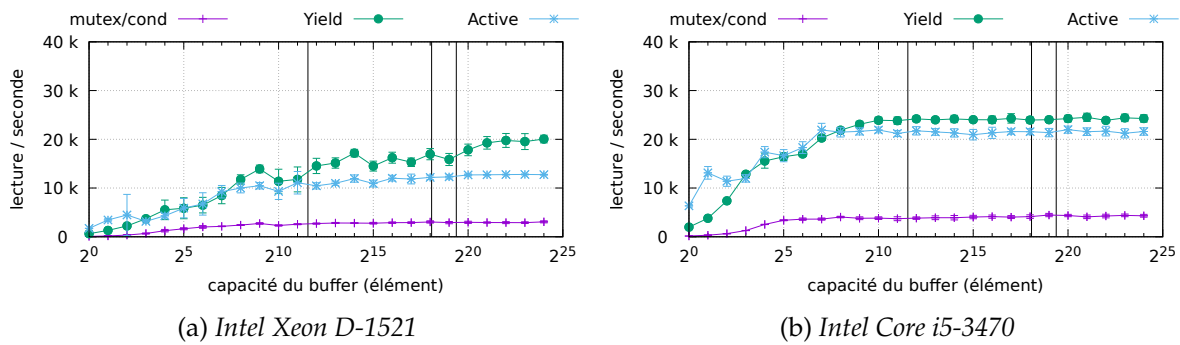 mutex/cond Yield Active
40 k
30 k
20 k
10 k
0
lecture / seconde
2^0 2^5 2^10 2^15 2^20 2^25
capacité du buffer (élément)
(a) Intel Xeon D-1521
mutex/cond Yield Active
40 k
30 k
20 k
10 k
0
lecture / seconde
2^0 2^5 2^10 2^15 2^20 2^25
capacité du buffer (élément)
(b) Intel Core i5-3470